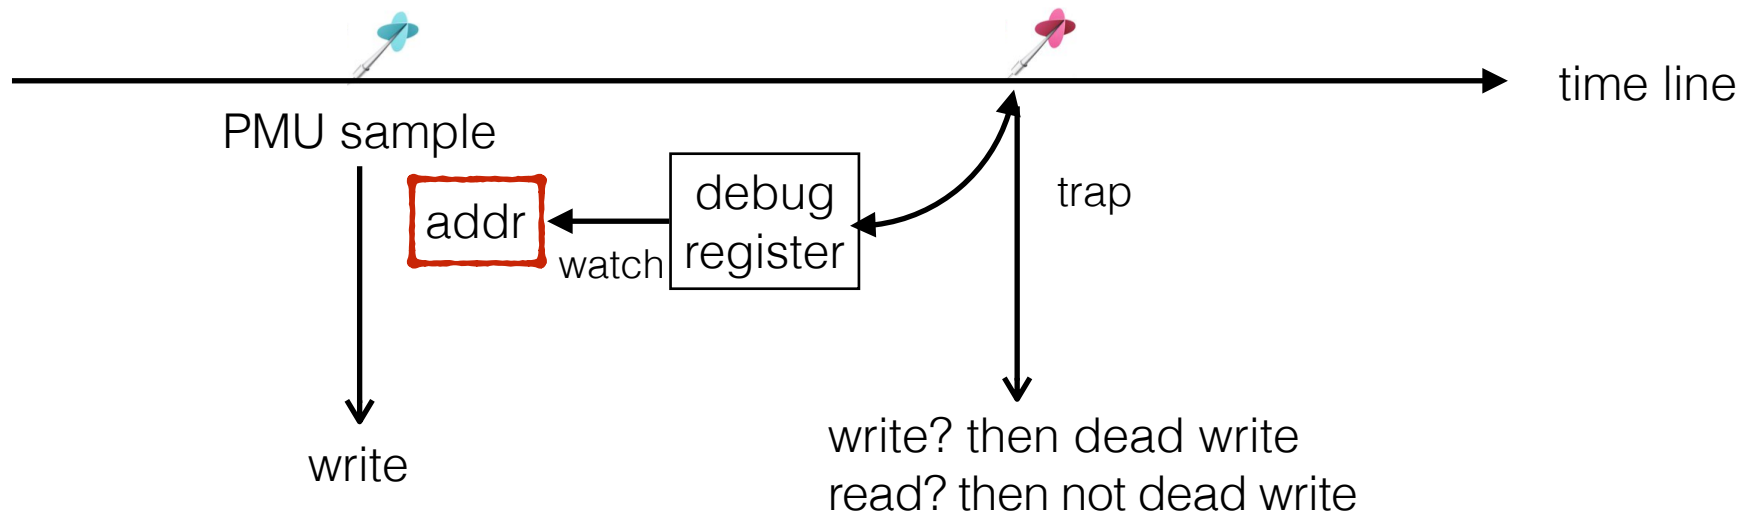 time line
PMU sample
addr
watch
debug
register
trap
write
write? then dead write
read? then not dead write